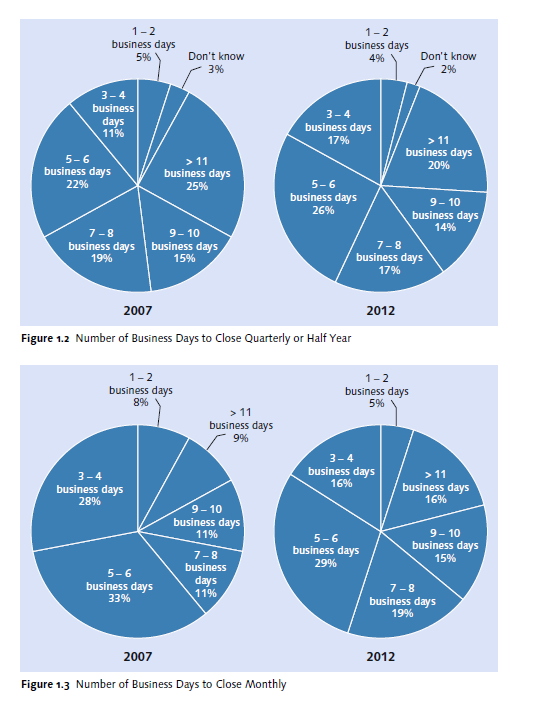 1 – 2
business days
5%
Don't know
3%
3 – 4
business
days
11%
> 11
business days
25%
5 – 6
business days
22%
7 – 8
business days
19%
9 – 10
business days
15%
2007
1 – 2
business days
4%
Don't know
2%
3 – 4
business days
17%
> 11
business days
20%
5 – 6
business days
26%
9 – 10
business days
14%
7 – 8
business days
17%
2012
Figure 1.2 Number of Business Days to Close Quarterly or Half Year
1 – 2
business days
8%
> 11
business days
9%
3 – 4
business days
28%
9 – 10
business days
11%
7 – 8
business
days
11%
5 – 6
business days
33%
2007
1 – 2
business days
5%
3 – 4
business days
16%
> 11
business days
16%
5 – 6
business days
29%
9 – 10
business days
15%
7 – 8
business days
19%
2012
Figure 1.3 Number of Business Days to Close Monthly